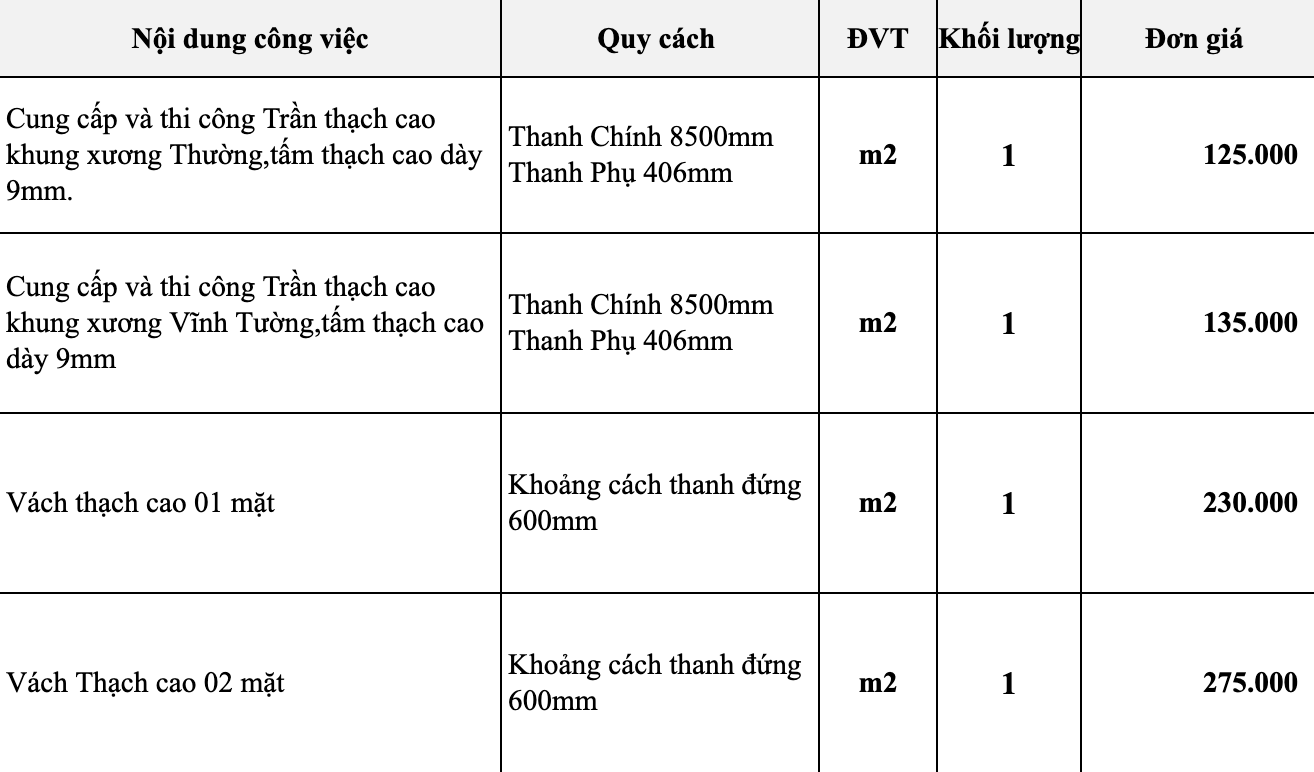 Nội dung công việc Quy cách ĐVT Khối lượng Đơn giá
Cung cấp và thi công Trần thạch cao
khung xương Thường,tấm thạch cao dày
9mm.
Thanh Chính 8500mm
Thanh Phụ 406mm
m2 1 125.000
Cung cấp và thi công Trần thạch cao
khung xương Vĩnh Tường,tấm thạch cao
dày 9mm
Thanh Chính 8500mm
Thanh Phụ 406mm
m2 1 135.000
Vách thạch cao 01 mặt
Khoảng cách thanh đứng
600mm
m2 1 230.000
Vách Thạch cao 02 mặt
Khoảng cách thanh đứng
600mm
m2 1 275.000